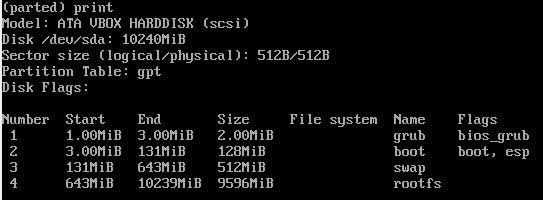 (parted) print
Model: ATA VBOX HARDDISK (scsi)
Disk /dev/sda: 10240MiB
Sector size (logical/physical): 512B/512B
Partition Table: gpt
Disk Flags:
Number  Start    End       Size     File system  Name    Flags
 1      1.00MiB  3.00MiB   2.00MiB               grub    bios_grub
 2      3.00MiB  131MiB    128MiB                boot    boot, esp
 3      131MiB   643MiB    512MiB                swap
 4      643MiB   10239MiB  9596MiB               rootfs